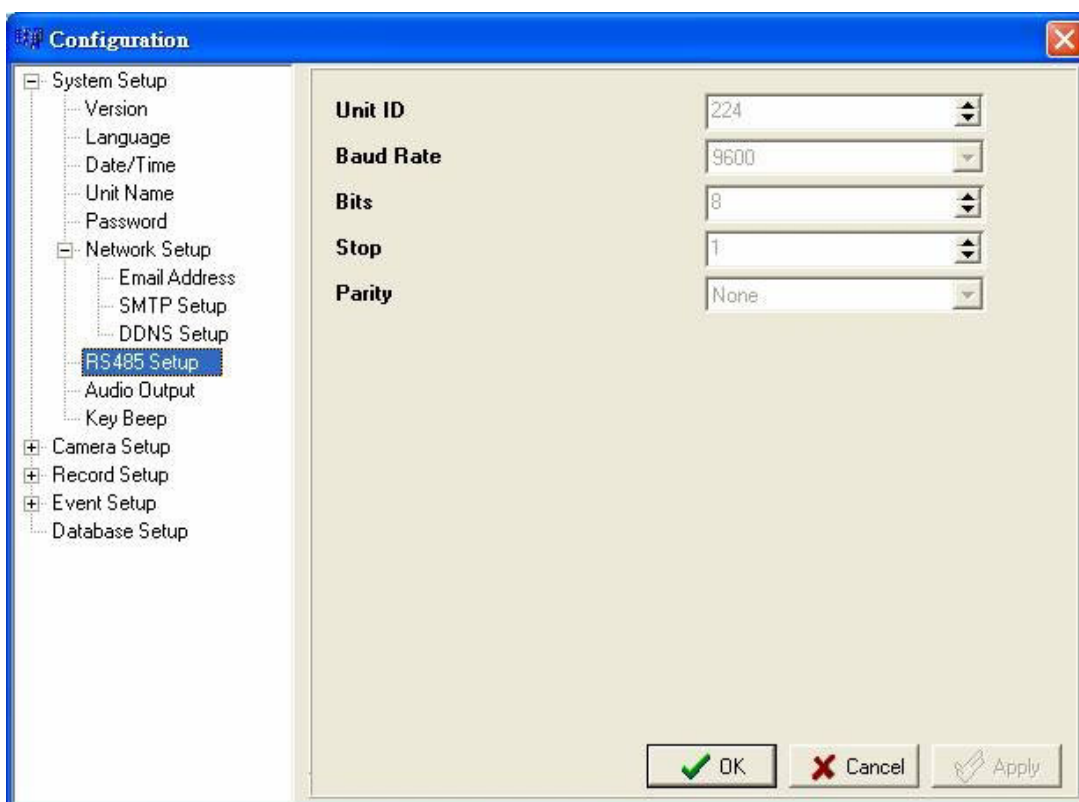 Configuration
System Setup
Version
Language
Date/Time
Unit Name
Password
Network Setup
Email Address
SMTP Setup
DDNS Setup
RS485 Setup
Audio Output
Key Beep
Camera Setup
Record Setup
Event Setup
Database Setup
Unit ID 224
Baud Rate 9600
Bits 8
Stop 1
Parity None
OK Cancel Apply